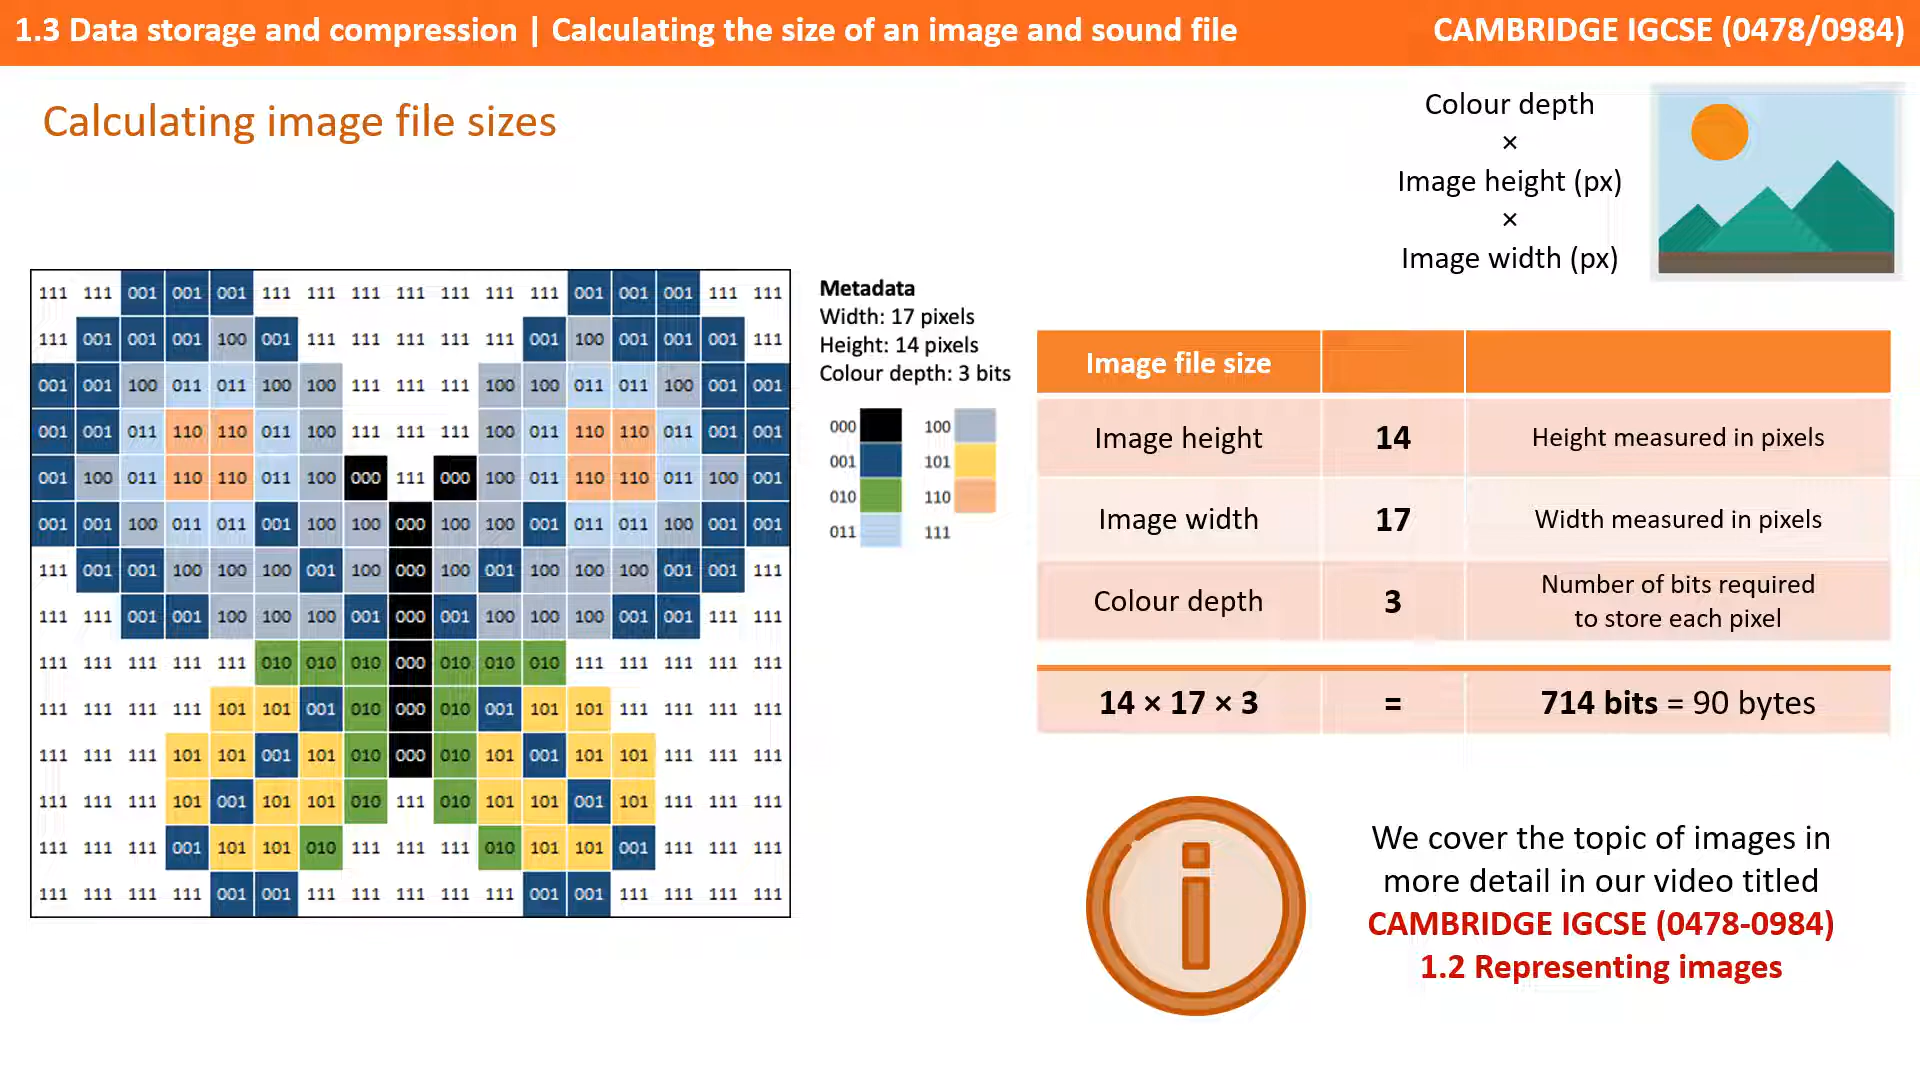 1.3 Data storage and compression | Calculating the size of an image and sound file
CAMBRIDGE IGCSE (0478/0984)
Calculating image file sizes
Colour depth
×
Image height (px)
×
Image width (px)
111 111 001 001 001 111 111 111 111 111 111 111 001 001 001 111 111
111 001 001 001 100 001 111 111 111 111 111 001 100 001 001 001 111
001 001 100 011 011 100 100 111 111 111 100 100 011 011 100 001 001
001 001 011 110 110 011 100 111 111 111 100 011 110 110 011 001 001
001 100 011 110 110 011 100 000 111 000 100 011 110 110 011 100 001
001 001 100 011 011 001 100 100 000 100 100 001 011 011 100 001 001
111 001 001 100 100 100 001 100 000 100 001 100 100 100 001 001 111
111 111 001 001 100 100 100 001 000 001 100 100 100 001 001 111 111
111 111 111 111 111 010 010 010 000 010 010 010 111 111 111 111 111
111 111 111 111 101 101 001 010 000 010 001 101 101 111 111 111 111
111 111 111 101 101 001 101 010 000 010 101 001 101 101 111 111 111
111 111 111 101 001 101 101 010 111 010 101 101 001 101 111 111 111
111 111 111 001 101 101 010 111 111 111 010 101 101 001 111 111 111
111 111 111 111 001 001 111 111 111 111 111 001 001 111 111 111 111
Metadata
Width: 17 pixels
Height: 14 pixels
Colour depth: 3 bits
000 100
001 101
010 110
011 111
Image file size
Image height 14 Height measured in pixels
Image width 17 Width measured in pixels
Colour depth 3 Number of bits required
to store each pixel
14 × 17 × 3 = 714 bits = 90 bytes
We cover the topic of images in
more detail in our video titled
CAMBRIDGE IGCSE (0478-0984)
1.2 Representing images